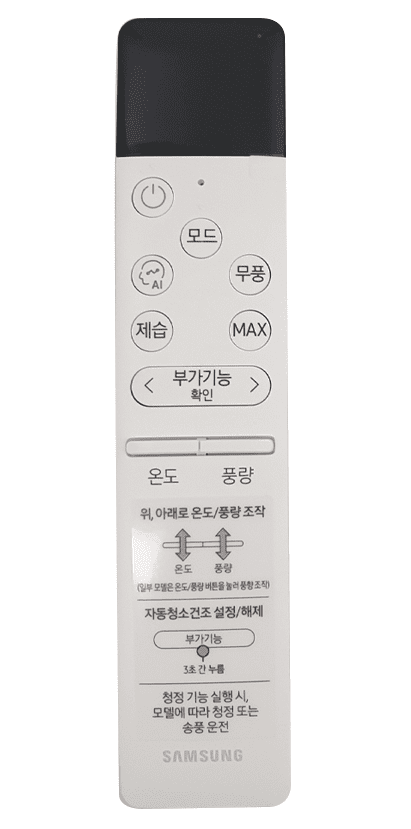 모드
AI
무풍
제습
MAX
< 부가기능 >
확인
온도 풍량
위, 아래로 온도/풍량 조작
온도 풍량
(일부 모델은 온도/풍량 버튼을 눌러 풍향 조작)
자동청소건조 설정/해제
부가기능
3초 간 누름
청정 기능 실행 시,
모델에 따라 청정 또는
송풍 운전
SAMSUNG